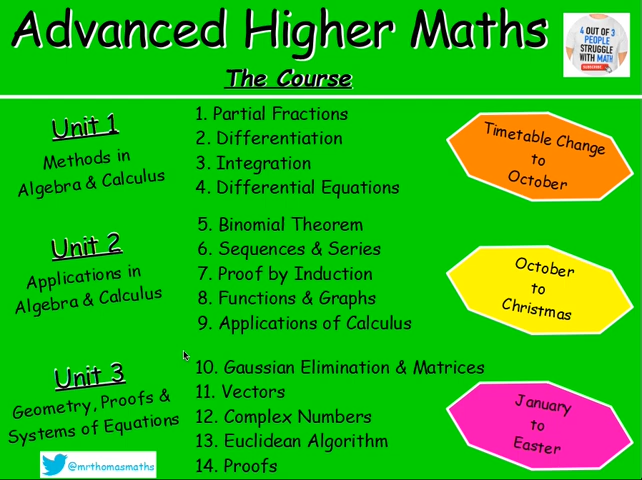 Advanced Higher Maths
4 OUT OF 3
PEOPLE
STRUGGLE
WITH MATH
The Course
Unit 1
Methods in
Algebra & Calculus
1. Partial Fractions
2. Differentiation
3. Integration
4. Differential Equations
Timetable Change
to
October
Unit 2
Applications in
Algebra & Calculus
5. Binomial Theorem
6. Sequences & Series
7. Proof by Induction
8. Functions & Graphs
9. Applications of Calculus
October
to
Christmas
Unit 3
Geometry, Proofs &
Systems of Equations
10. Gaussian Elimination & Matrices
11. Vectors
12. Complex Numbers
13. Euclidean Algorithm
14. Proofs
January
to
Easter
@mrthomasmaths